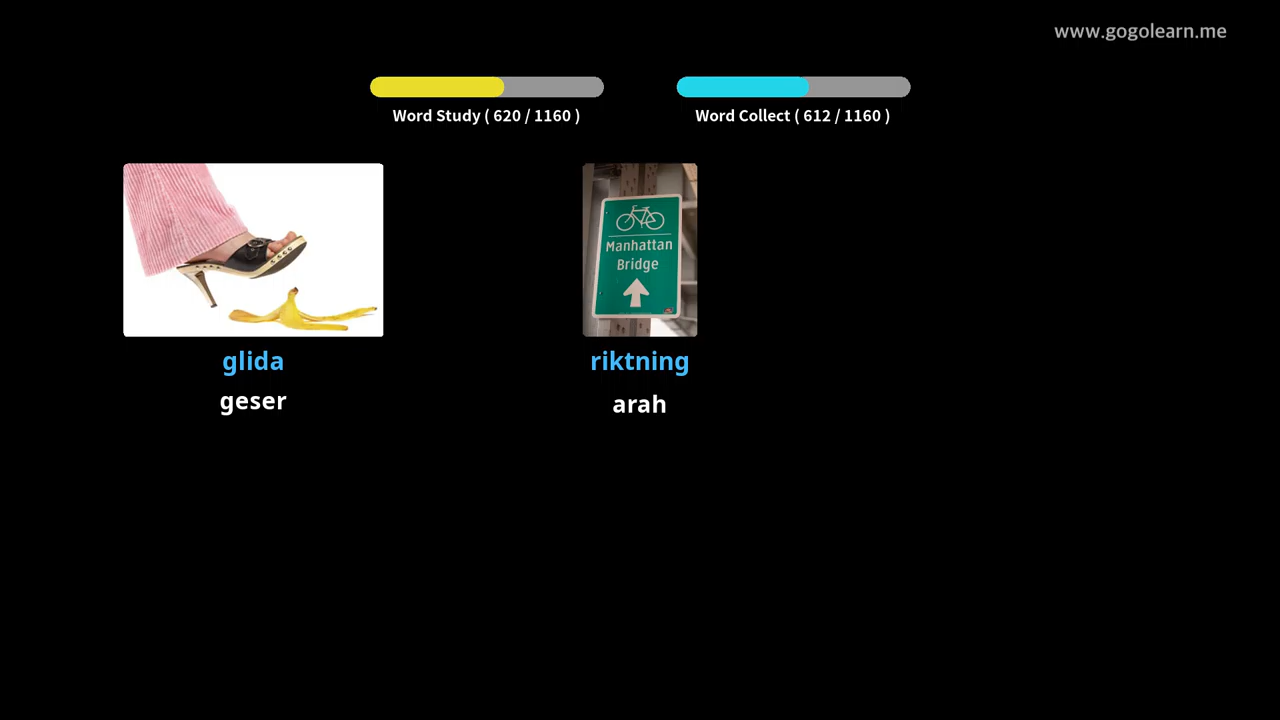 www.gogolearn.me
Word Study ( 620 / 1160 )
Word Collect ( 612 / 1160 )
Manhattan
Bridge
glida
geser
riktning
arah